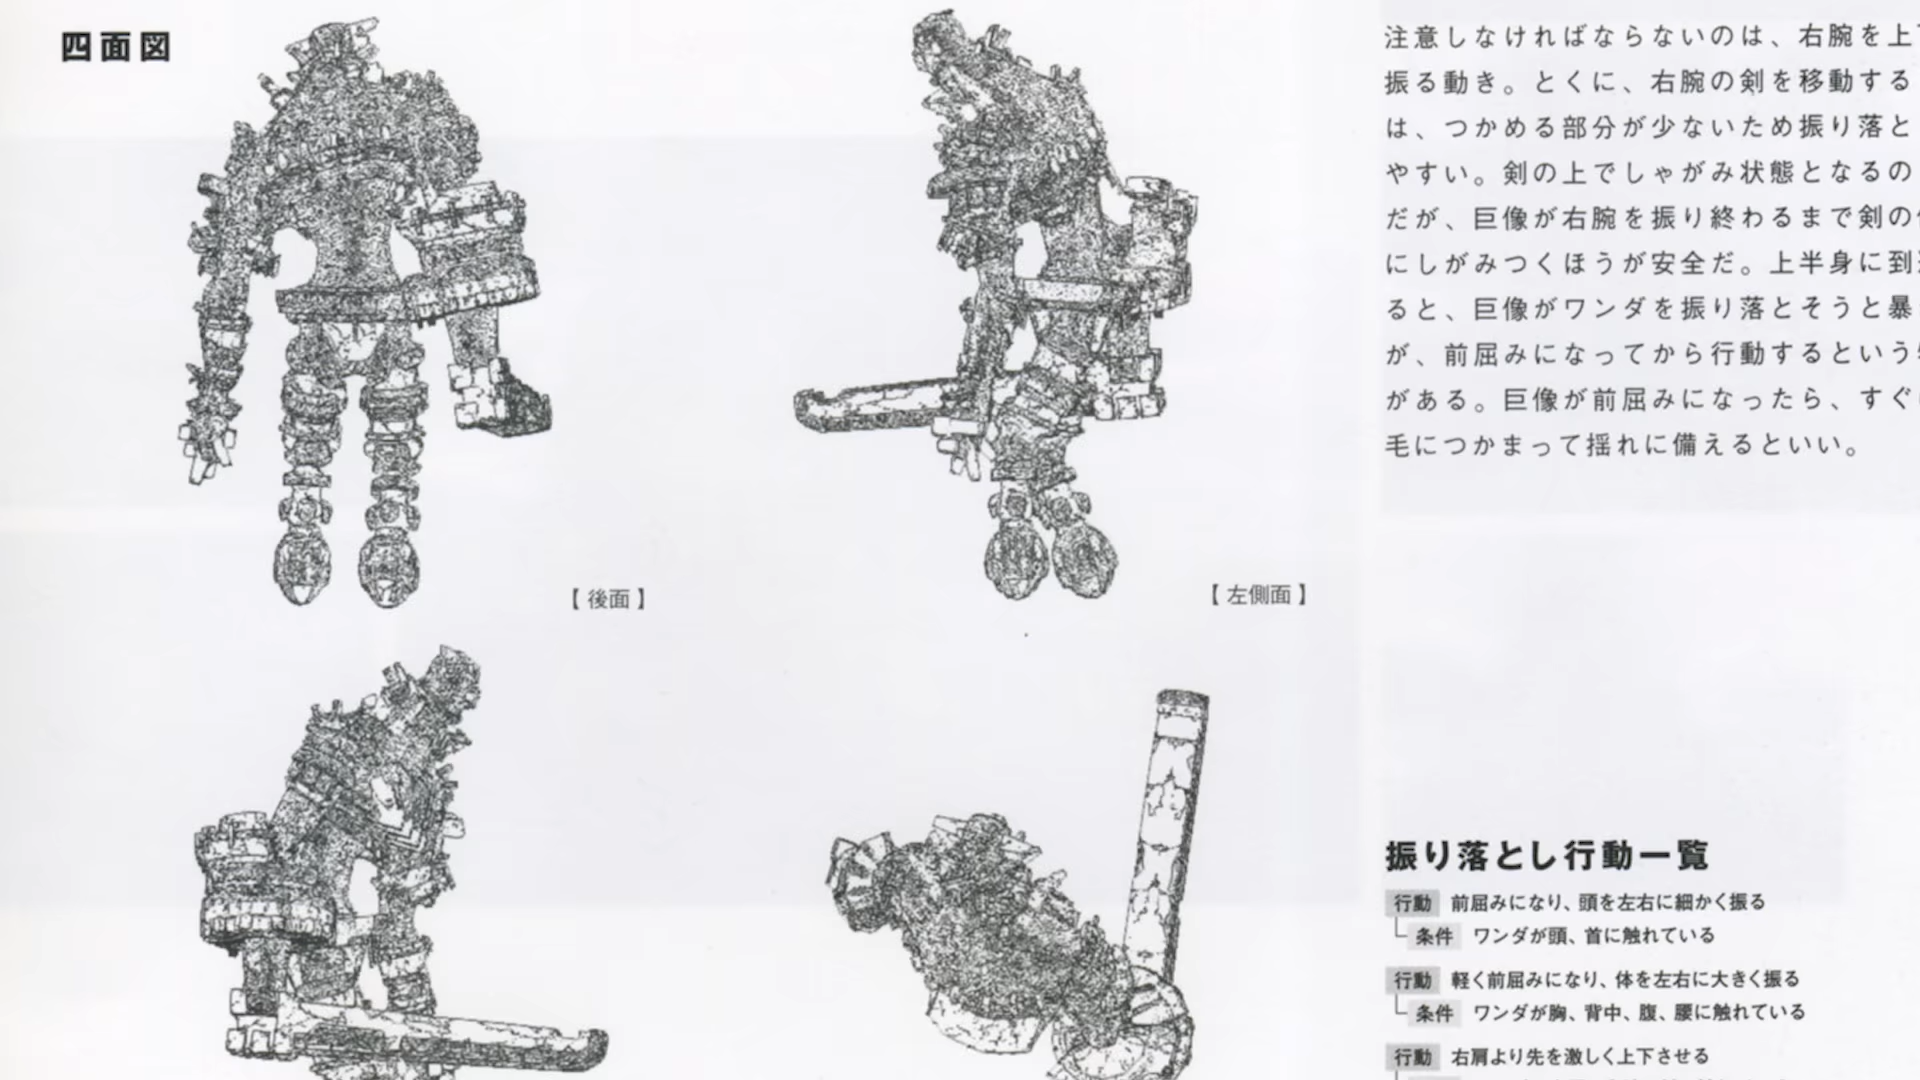 四面図
【 後面 】
【 左側面 】
注意しなければならないのは、右腕を上
振る動き。とくに、右腕の剣を移動する
は、つかめる部分が少ないため振り落と
やすい。剣の上でしゃがみ状態となるの
だが、巨像が右腕を振り終わるまで剣の
にしがみつくほうが安全だ。上半身に到
ると、巨像がワンダを振り落とそうと暴
が、前屈みになってから行動するという
がある。巨像が前屈みになったら、すぐ
毛につかまって揺れに備えるといい。
振り落とし行動一覧
行動 前屈みになり、頭を左右に細かく振る
条件 ワンダが頭、首に触れている
行動 軽く前屈みになり、体を左右に大きく振る
条件 ワンダが胸、背中、腹、腰に触れている
行動 右肩より先を激しく上下させる